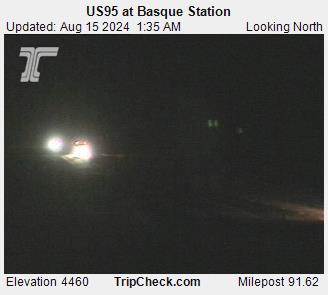 US95 at Basque Station
Updated: Aug 15 2024 1:35 AM Looking North
Elevation 4460 TripCheck.com Milepost 91.62